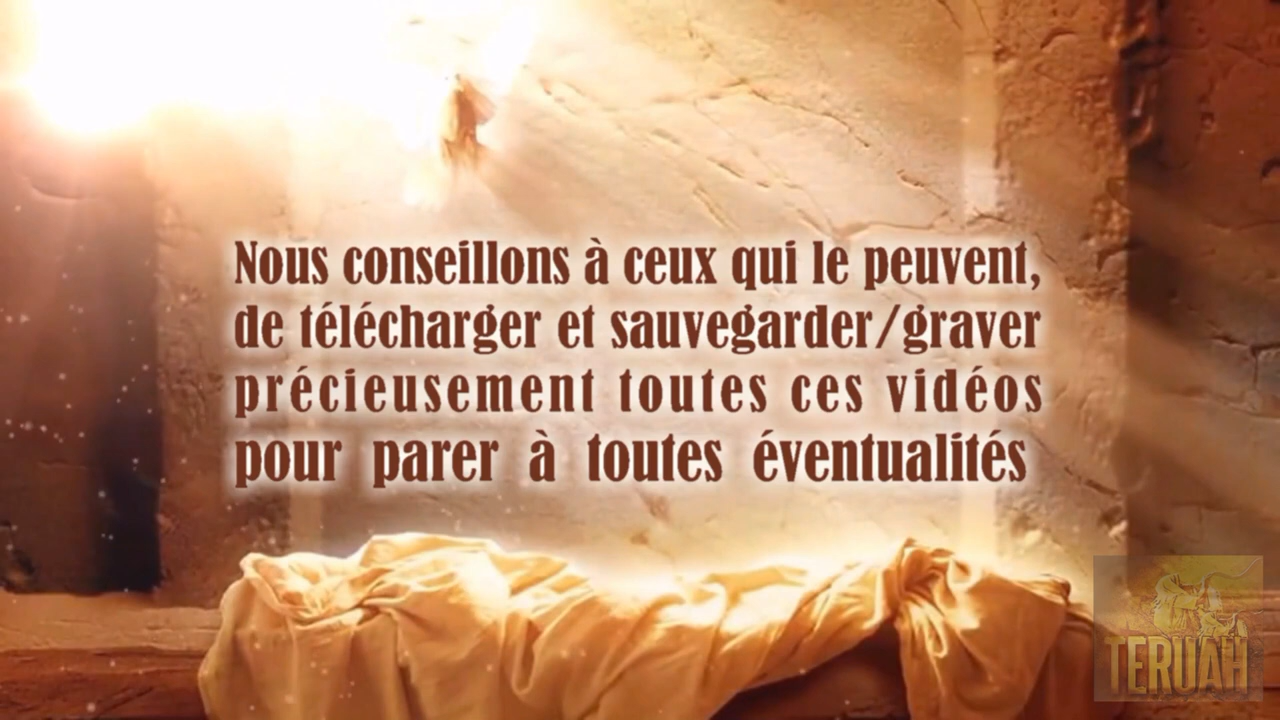 Nous conseillons à ceux qui le peuvent,
de télécharger et sauvegarder/graver
précieusement toutes ces vidéos
pour parer à toutes éventualités
TERUAH